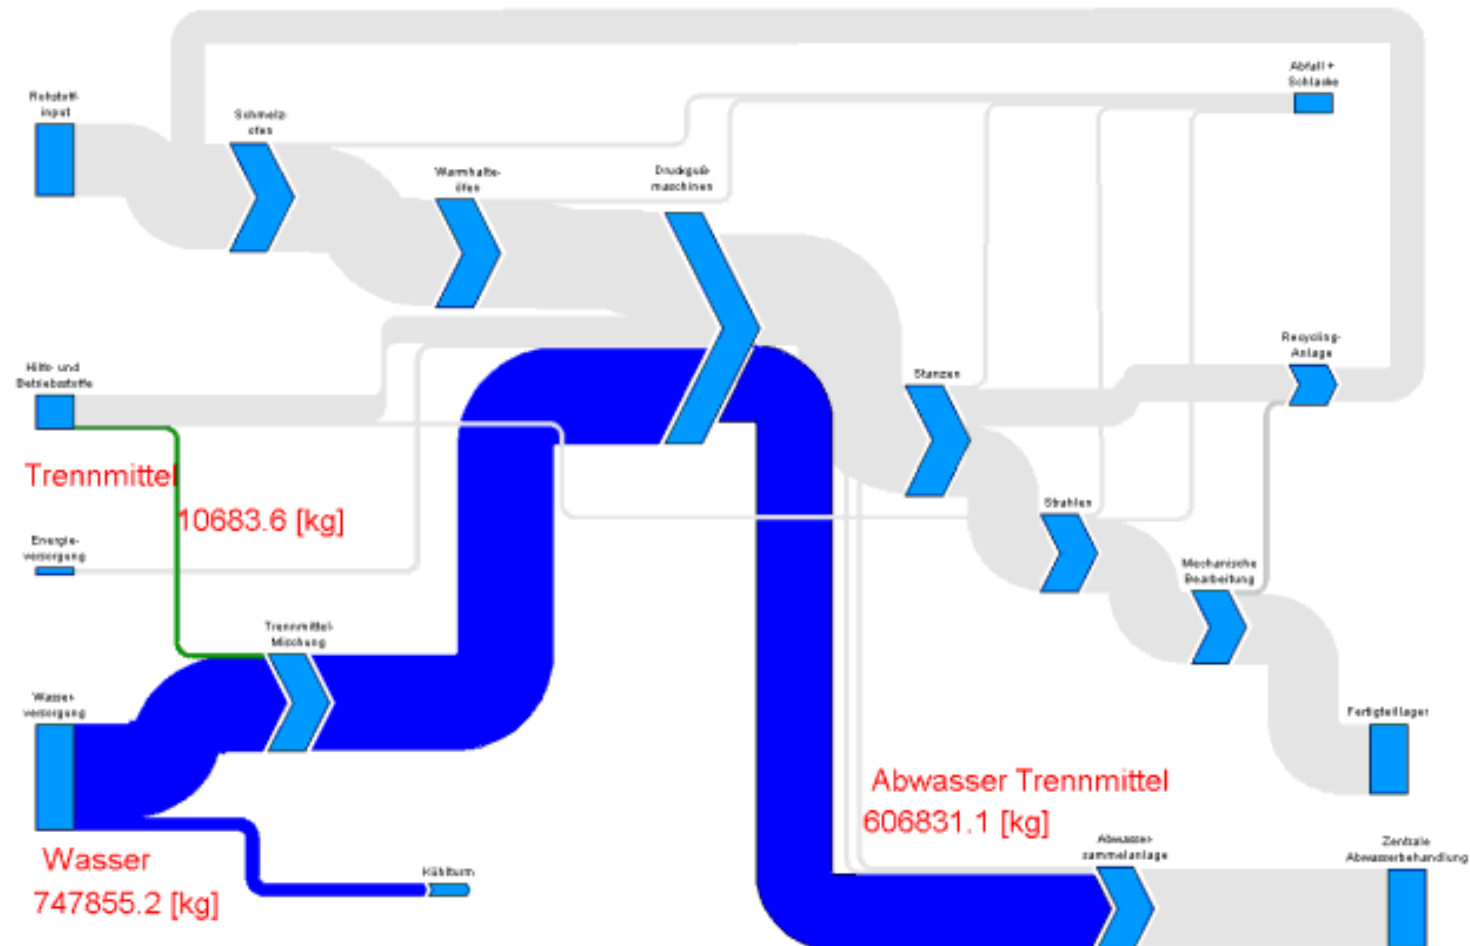 Abfall +
Schlacke
Rohstoff-
input
Schmelz-
ofen
Warmhalte-
öfen
Druckguß-
maschinen
Recycling-
Anlage
Hilfs- und
Betriebsstoffe
Stanzen
Trennmittel
10683.6 [kg]
Strahlen
Energie-
versorgung
Mechanische
Bearbeitung
Trennmittel-
Mischung
Wasser-
versorgung
Fertigteillager
Abwasser Trennmittel
606831.1 [kg]
Wasser
747855.2 [kg]
Kühlturm
Abwasser-
sammelanlage
Zentrale
Abwasserbehandlung